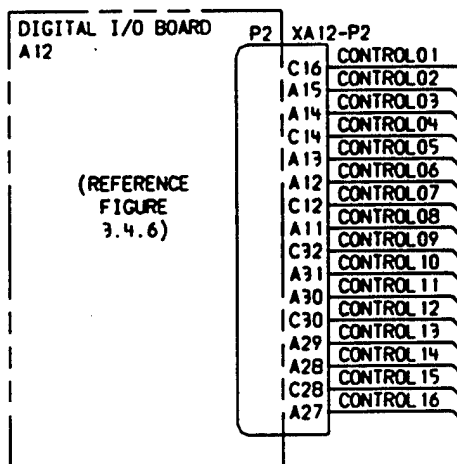 DIGITAL I/O BOARD
A12
P2 XA12-P2
(REFERENCE
FIGURE
3.4.6)
C16 CONTROL01
A15 CONTROL02
A14 CONTROL03
C14 CONTROL04
A13 CONTROL05
A12 CONTROL06
C12 CONTROL07
A11 CONTROL08
C32 CONTROL09
A31 CONTROL10
A30 CONTROL11
C30 CONTROL12
A29 CONTROL13
A28 CONTROL14
C28 CONTROL15
A27 CONTROL16